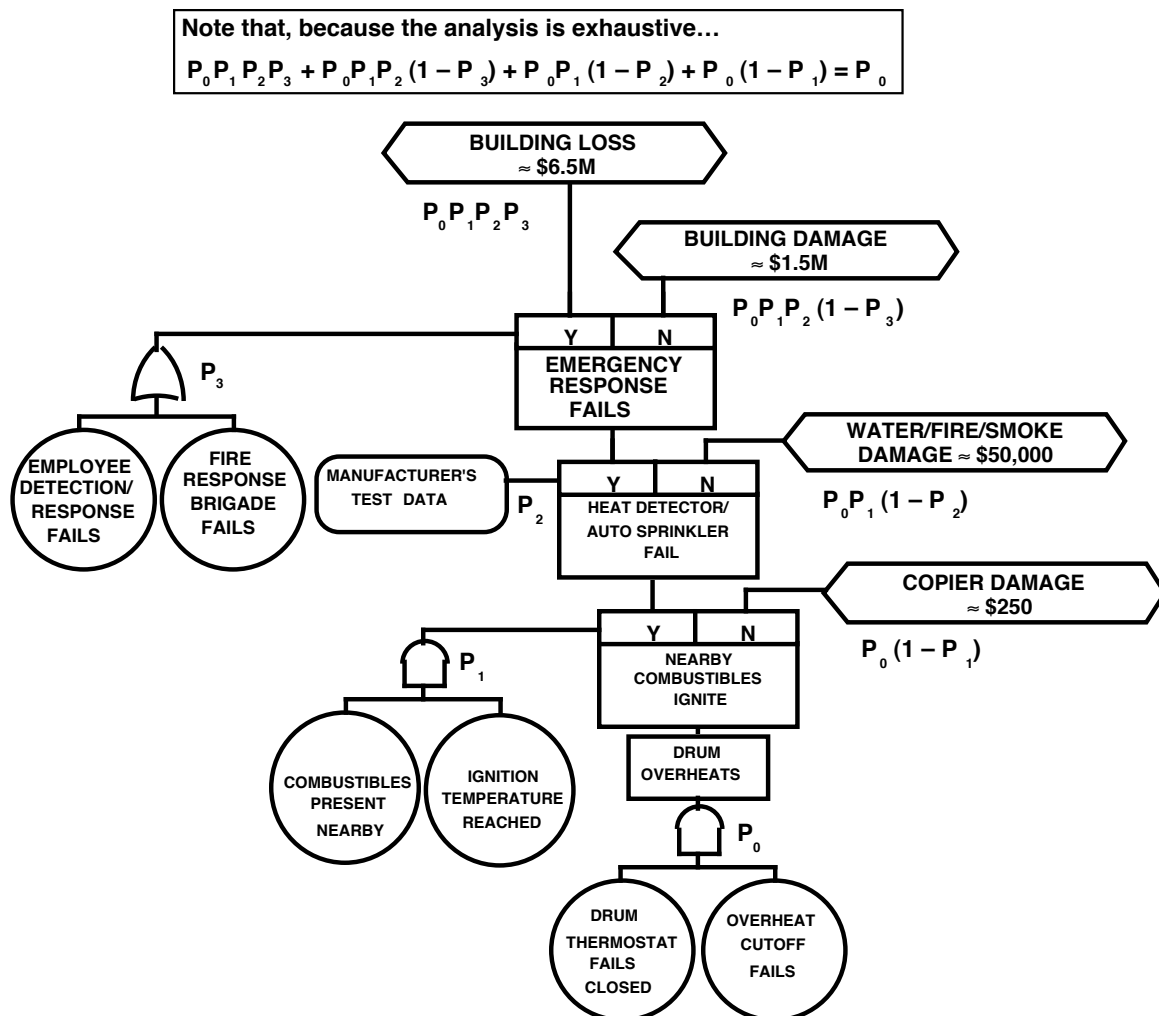 Note that, because the analysis is exhaustive…
P₀P₁P₂P₃ + P₀P₁P₂ (1 – P₃) + P₀P₁ (1 – P₂) + P₀ (1 – P₁) = P₀
BUILDING LOSS
≈ $6.5M
P₀P₁P₂P₃
BUILDING DAMAGE
≈ $1.5M
P₀P₁P₂ (1 – P₃)
Y N
EMERGENCY
RESPONSE
FAILS
P₃
EMPLOYEE
DETECTION/
RESPONSE
FAILS
FIRE
RESPONSE
BRIGADE
FAILS
WATER/FIRE/SMOKE
DAMAGE ≈ $50,000
P₀P₁ (1 – P₂)
MANUFACTURER'S
TEST DATA
P₂
Y N
HEAT DETECTOR/
AUTO SPRINKLER
FAIL
COPIER DAMAGE
≈ $250
P₀ (1 – P₁)
Y N
NEARBY
COMBUSTIBLES
IGNITE
P₁
COMBUSTIBLES
PRESENT
NEARBY
IGNITION
TEMPERATURE
REACHED
DRUM
OVERHEATS
P₀
DRUM
THERMOSTAT
FAILS
CLOSED
OVERHEAT
CUTOFF
FAILS